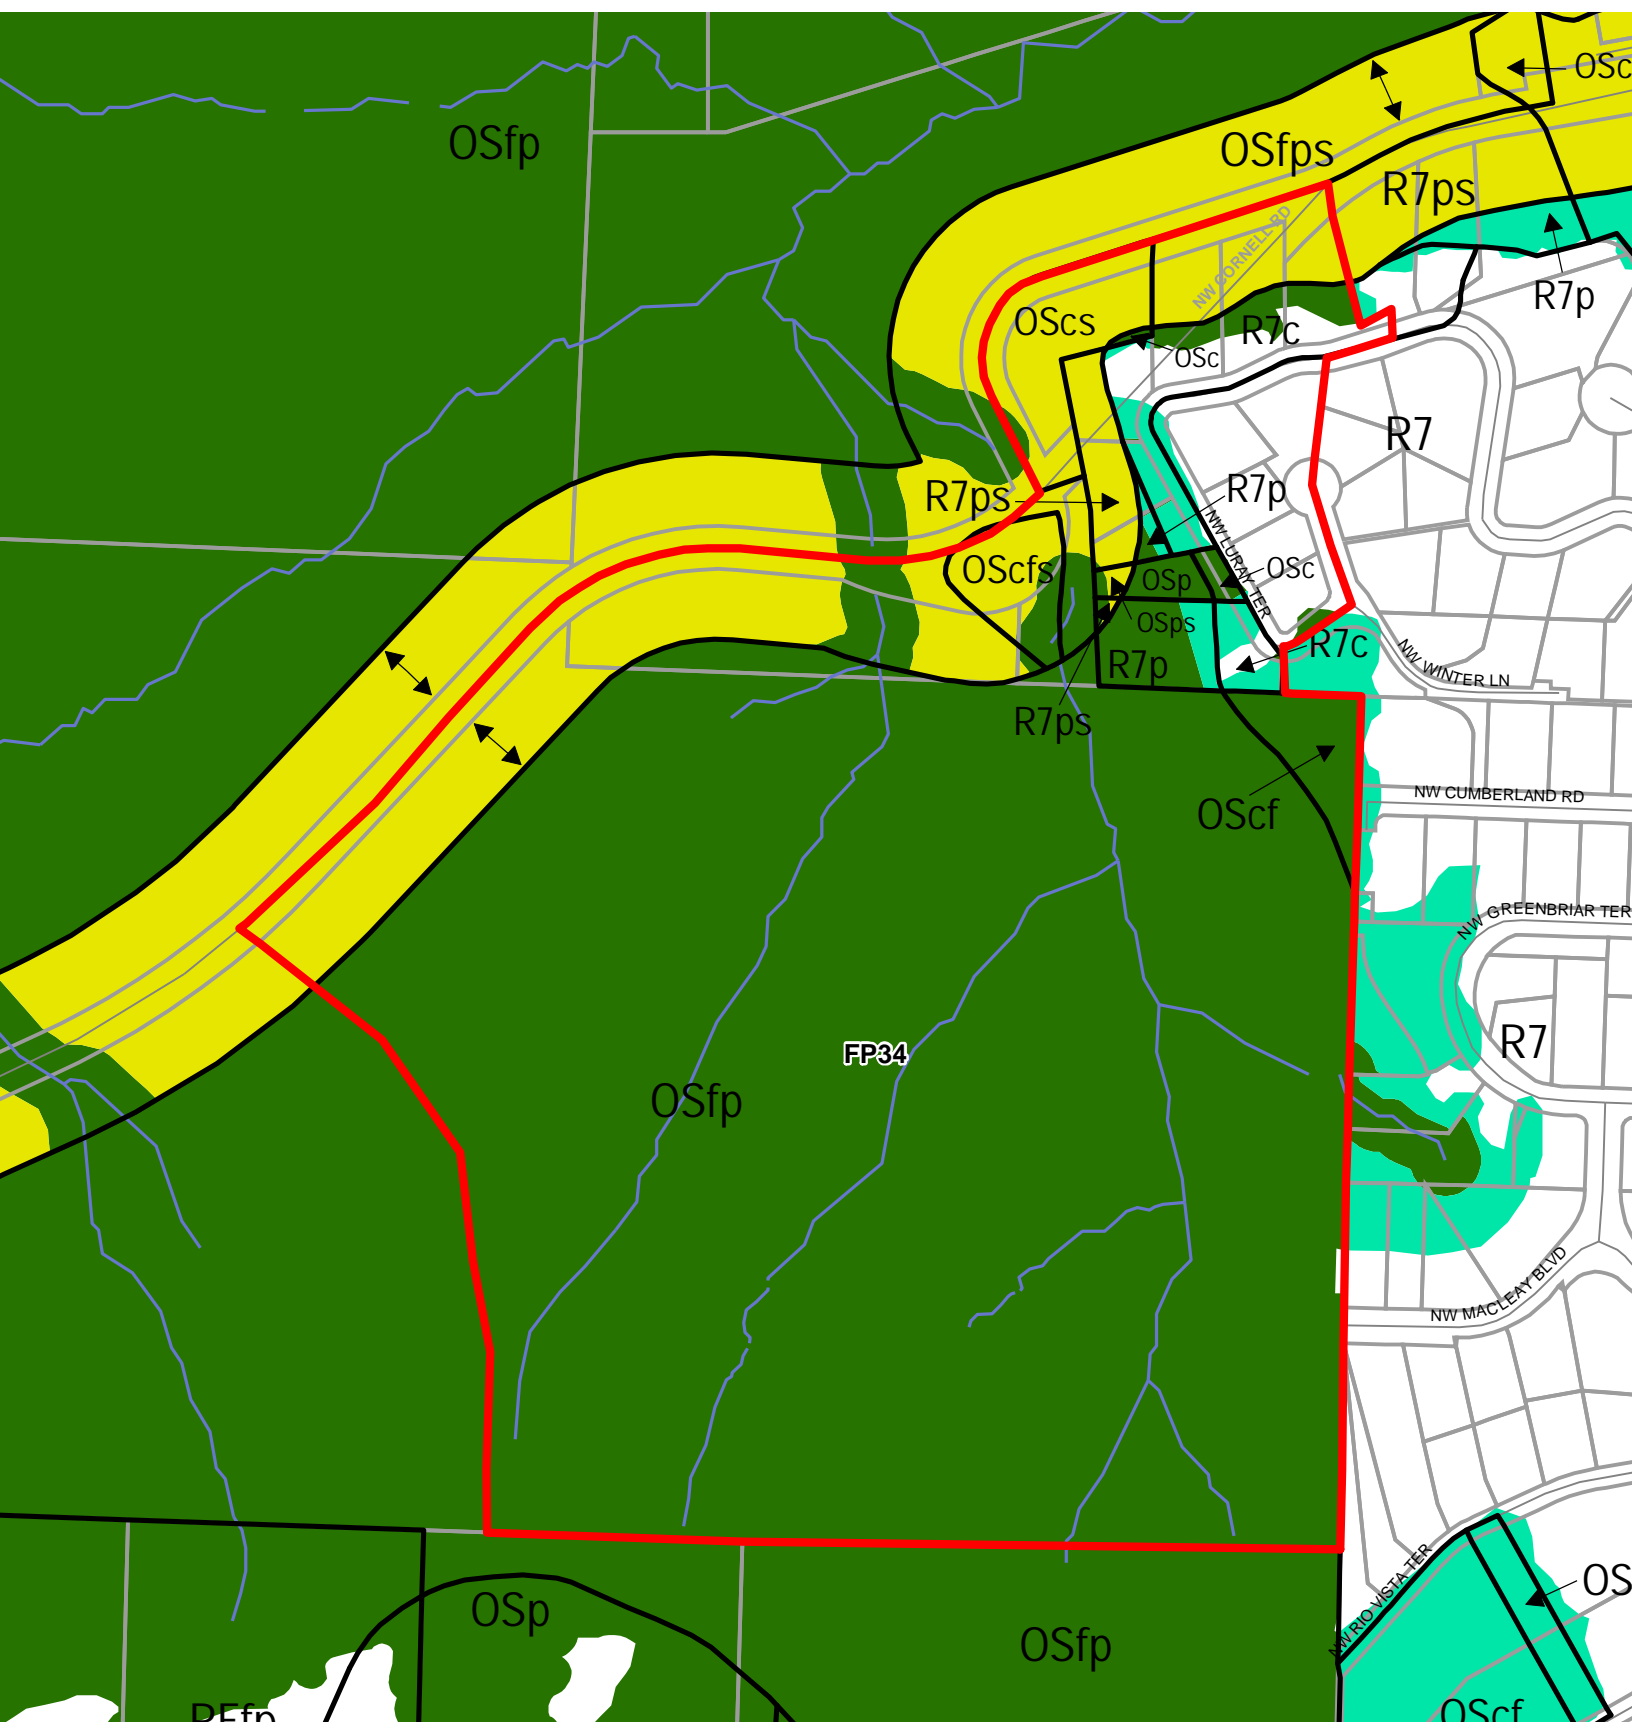 OSc
OSfp
OSfps
R7ps
NW CORNELL RD
R7p
OScs
R7c
OSc
R7
R7ps
R7p
NW LURAY TER
OScfs
OSp
OSc
OSps
R7c
R7p
NW WINTER LN
R7ps
OScf
NW CUMBERLAND RD
NW GREENBRIAR TER
R7
FP34
OSfp
NW MACLEAY BLVD
NW RIO VISTA TER
OS
OSp
OSfp
OScf